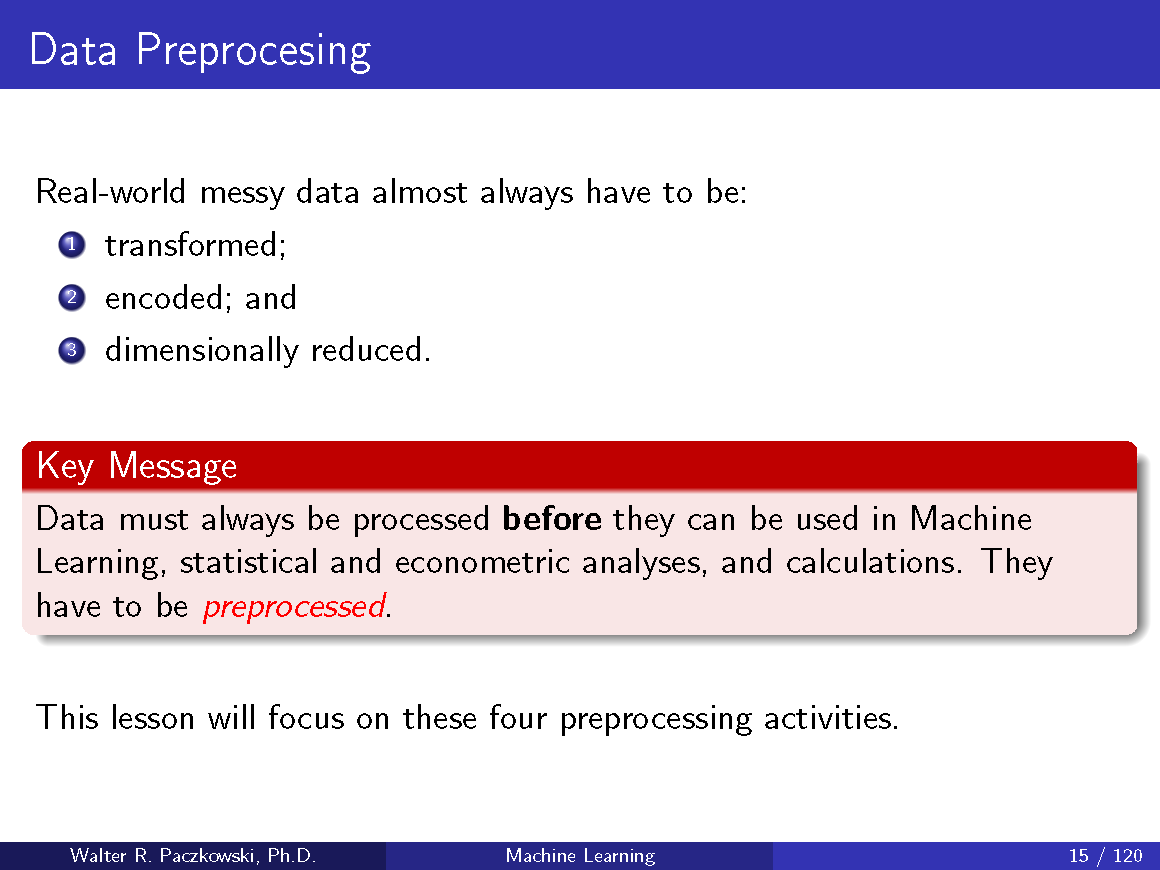 Data Preprocesing
Real-world messy data almost always have to be:
1 transformed;
2 encoded; and
3 dimensionally reduced.
Key Message
Data must always be processed before they can be used in Machine
Learning, statistical and econometric analyses, and calculations. They
have to be preprocessed.
This lesson will focus on these four preprocessing activities.
Walter R. Paczkowski, Ph.D. Machine Learning 15 / 120